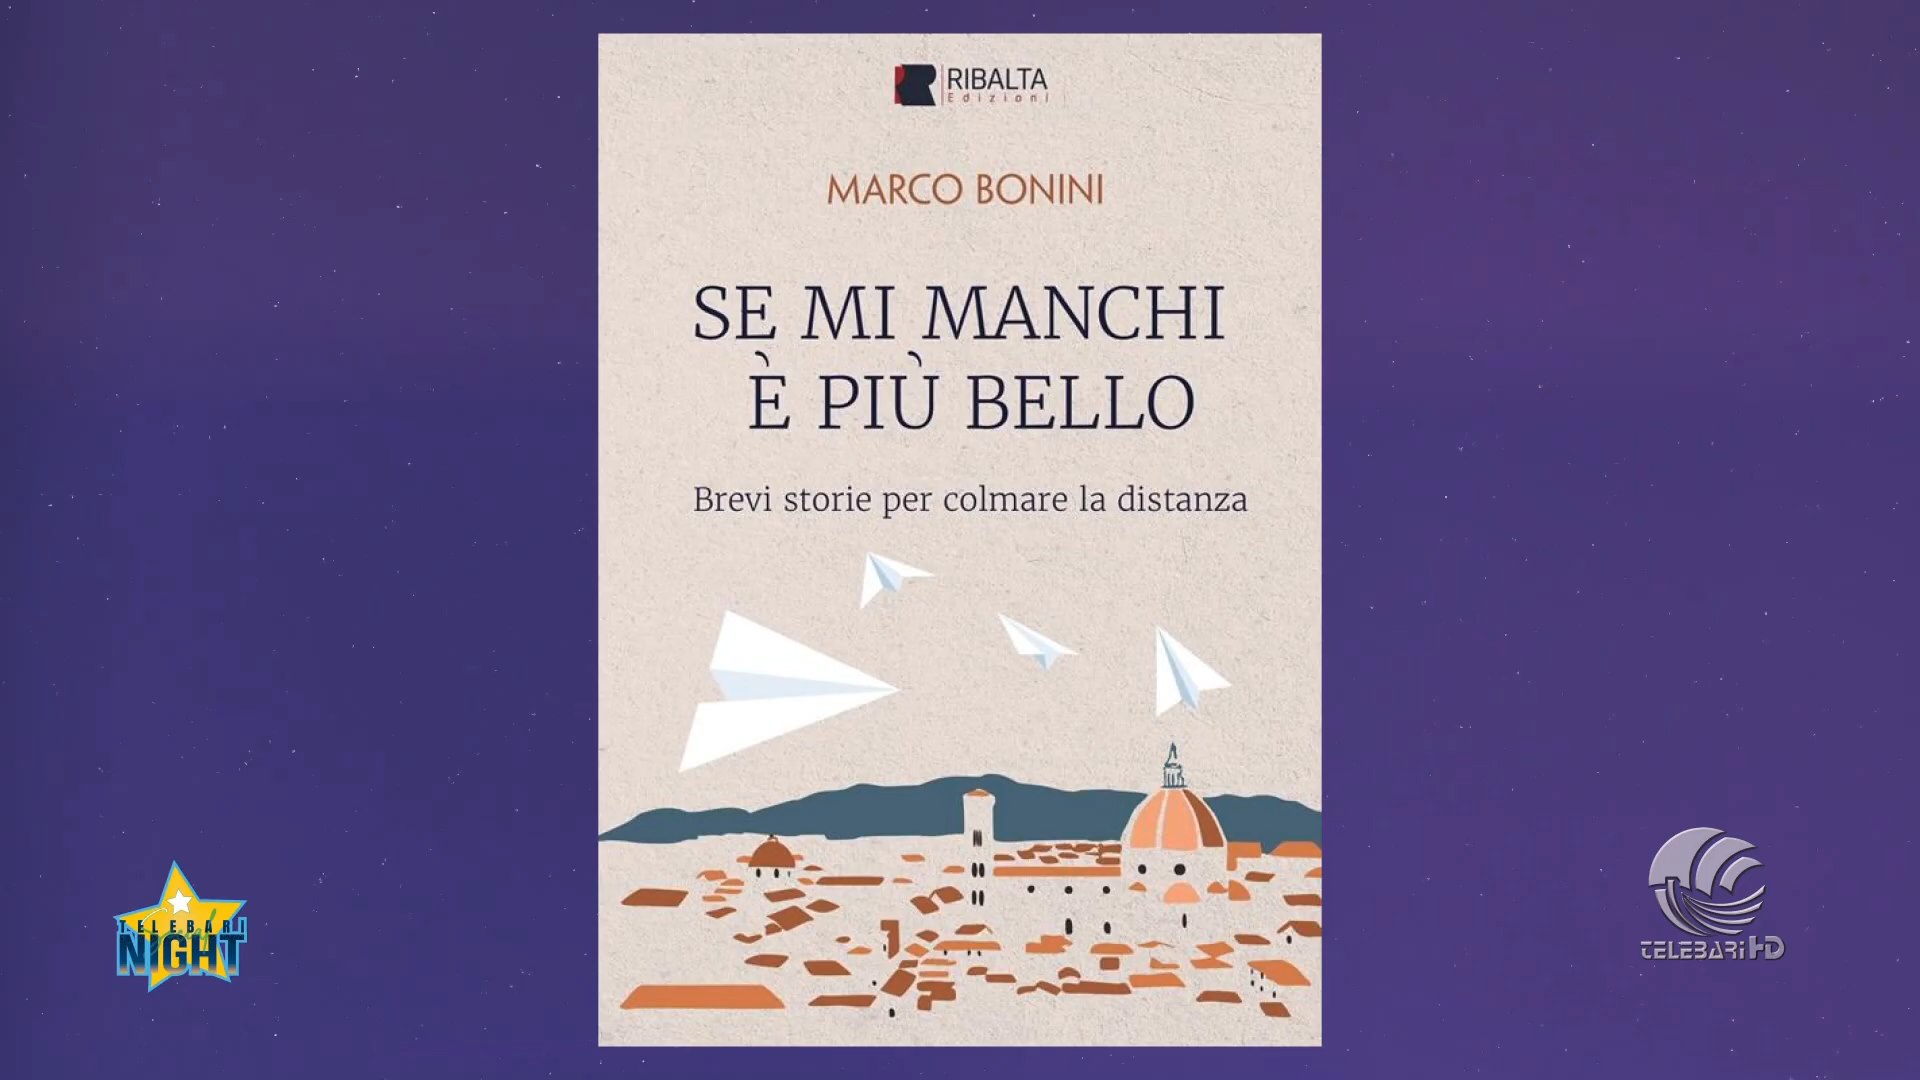 RIBALTA
Edizioni
MARCO BONINI
SE MI MANCHI
È PIÙ BELLO
Brevi storie per colmare la distanza
TELEBARI
NIGHT
TELEBARI HD